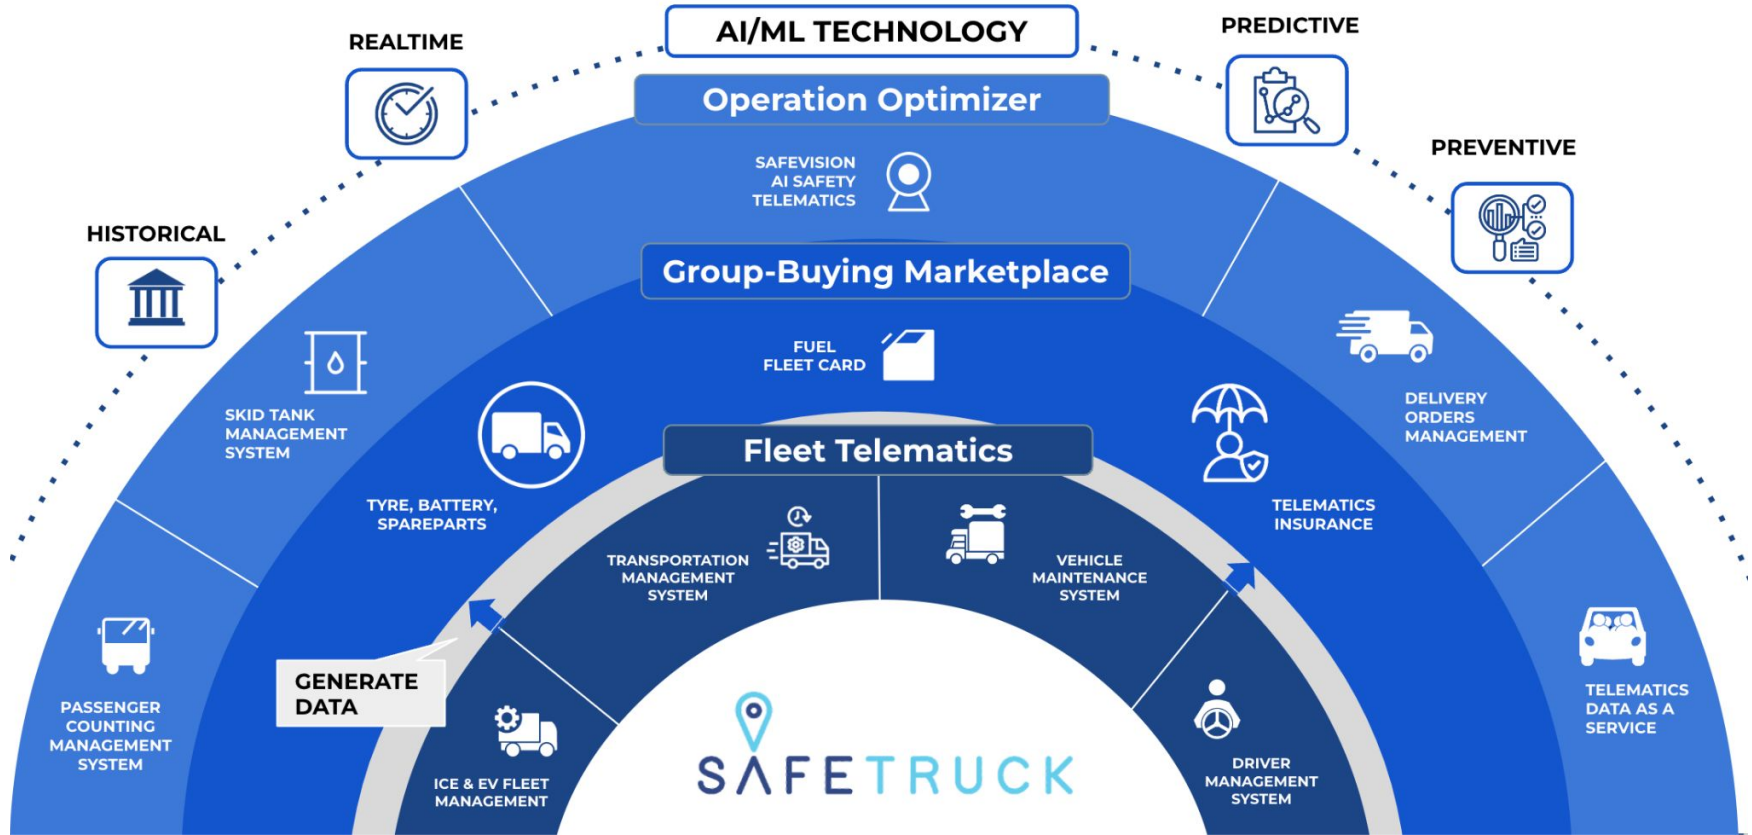 AI/ML TECHNOLOGY
REALTIME
PREDICTIVE
HISTORICAL
PREVENTIVE
Operation Optimizer
SAFEVISION
AI SAFETY
TELEMATICS
SKID TANK
MANAGEMENT
SYSTEM
DELIVERY
ORDERS
MANAGEMENT
PASSENGER
COUNTING
MANAGEMENT
SYSTEM
TELEMATICS
DATA AS A
SERVICE
Group-Buying Marketplace
FUEL
FLEET CARD
TYRE, BATTERY,
SPAREPARTS
TELEMATICS
INSURANCE
Fleet Telematics
TRANSPORTATION
MANAGEMENT
SYSTEM
VEHICLE
MAINTENANCE
SYSTEM
GENERATE
DATA
ICE & EV FLEET
MANAGEMENT
DRIVER
MANAGEMENT
SYSTEM
SAFETRUCK